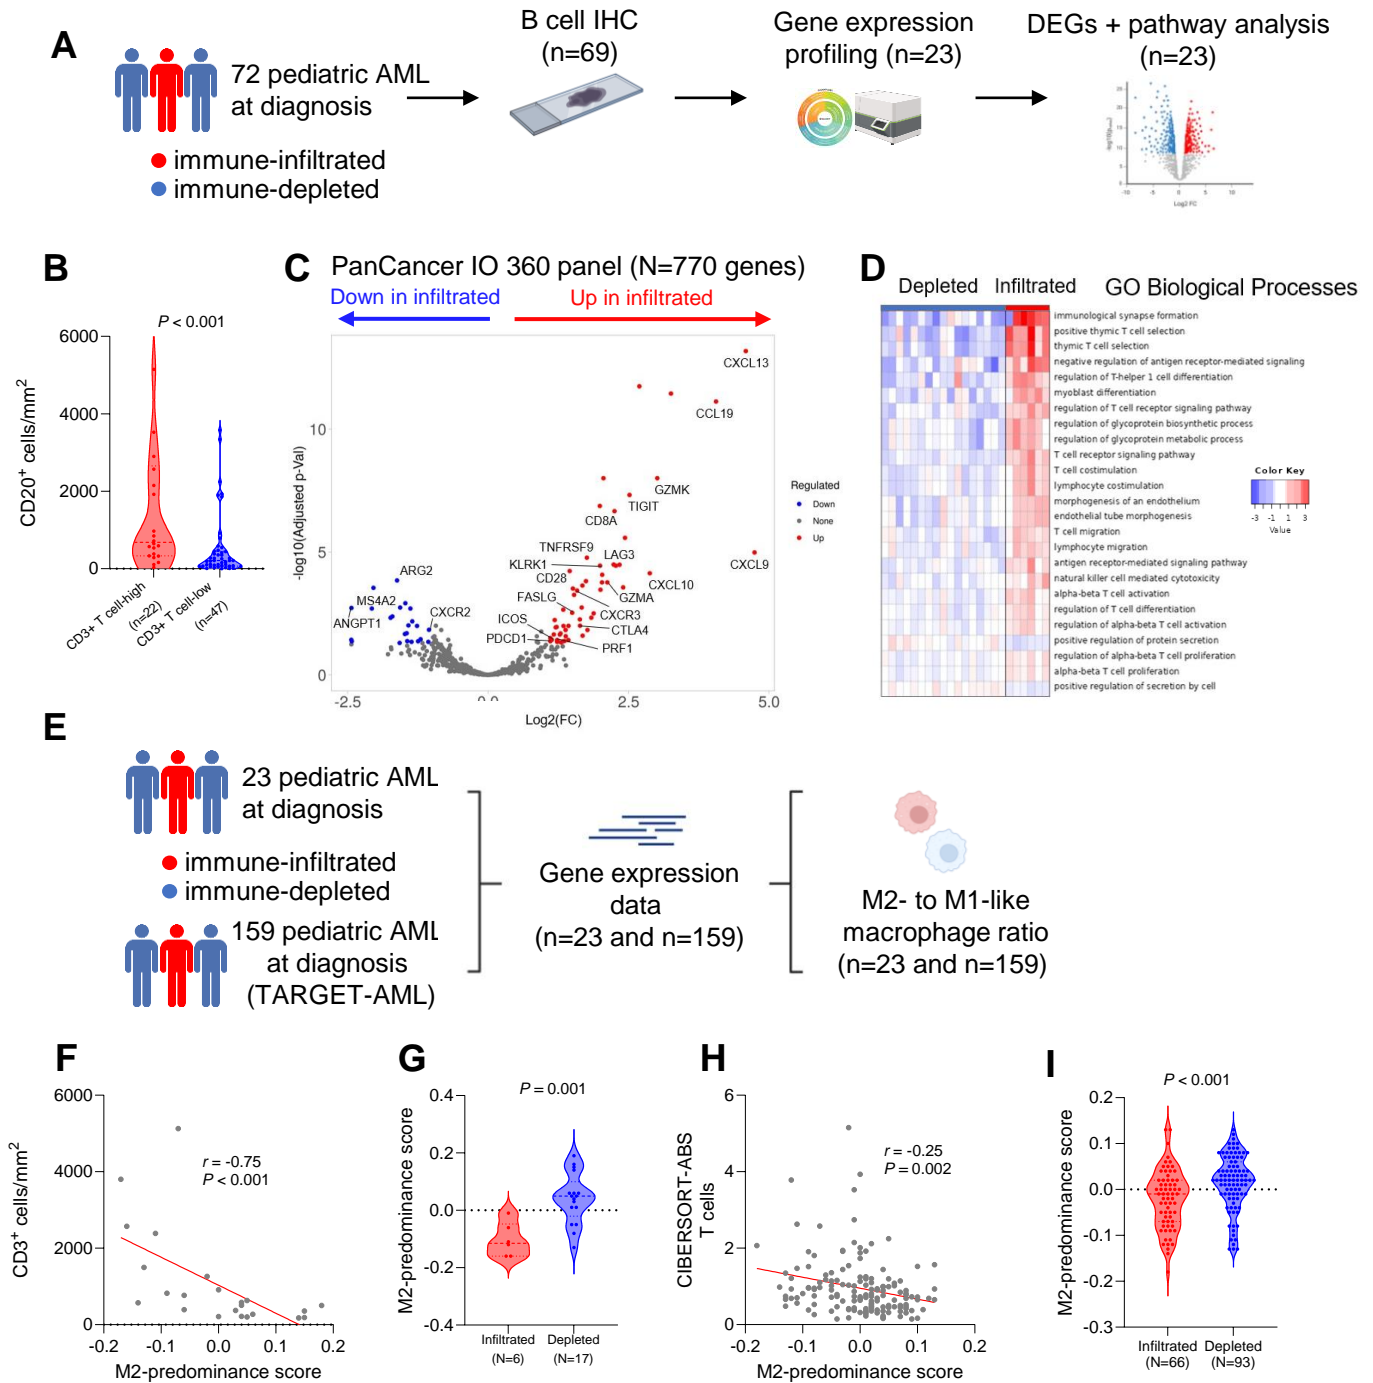 A
72 pediatric AML
at diagnosis
immune-infiltrated
immune-depleted
B cell IHC
(n=69)
Gene expression
profiling (n=23)
DEGs + pathway analysis
(n=23)
Log2 FC
-10
-5
0
5
10
B
P < 0.001
CD20+ cells/mm2
6000
4000
2000
0
CD3+ T cell-high
(n=22)
CD3+ T cell-low
(n=47)
C
PanCancer IO 360 panel (N=770 genes)
Down in infiltrated
Up in infiltrated
-log10(Adjusted p-Val)
10
5
0
CXCL13
CCL19
GZMK
TIGIT
CD8A
TNFRSF9
LAG3
KLRK1
CXCL9
CD28
CXCL10
GZMA
FASLG
CXCR3
ICOS
CTLA4
PDCD1
PRF1
ARG2
MS4A2
ANGPT1
CXCR2
-2.5
0.0
2.5
5.0
Log2(FC)
Regulated
Down
None
Up
D
Depleted
Infiltrated
GO Biological Processes
immunological synapse formation
positive thymic T cell selection
thymic T cell selection
negative regulation of antigen receptor-mediated signaling
regulation of T-helper 1 cell differentiation
myoblast differentiation
regulation of T cell receptor signaling pathway
regulation of glycoprotein biosynthetic process
regulation of glycoprotein metabolic process
T cell receptor signaling pathway
T cell costimulation
lymphocyte costimulation
morphogenesis of an endothelium
endothelial tube morphogenesis
T cell migration
lymphocyte migration
antigen receptor-mediated signaling pathway
natural killer cell mediated cytotoxicity
alpha-beta T cell activation
regulation of T cell differentiation
regulation of alpha-beta T cell activation
positive regulation of protein secretion
regulation of alpha-beta T cell proliferation
alpha-beta T cell proliferation
positive regulation of secretion by cell
Color Key
-3 -1 1 3
Value
E
23 pediatric AML
at diagnosis
immune-infiltrated
immune-depleted
159 pediatric AML
at diagnosis
(TARGET-AML)
Gene expression
data
(n=23 and n=159)
M2- to M1-like
macrophage ratio
(n=23 and n=159)
F
CD3+ cells/mm2
6000
4000
2000
0
r = -0.75
P < 0.001
-0.2
-0.1
0.0
0.1
0.2
M2-predominance score
G
P = 0.001
M2-predominance score
0.4
0.2
0.0
-0.2
-0.4
Infiltrated
(N=6)
Depleted
(N=17)
H
CIBERSORT-ABS
T cells
6
4
2
0
r = -0.25
P = 0.002
-0.2
-0.1
0.0
0.1
0.2
M2-predominance score
I
P < 0.001
M2-predominance score
0.2
0.1
0.0
-0.1
-0.2
-0.3
Infiltrated
(N=66)
Depleted
(N=93)